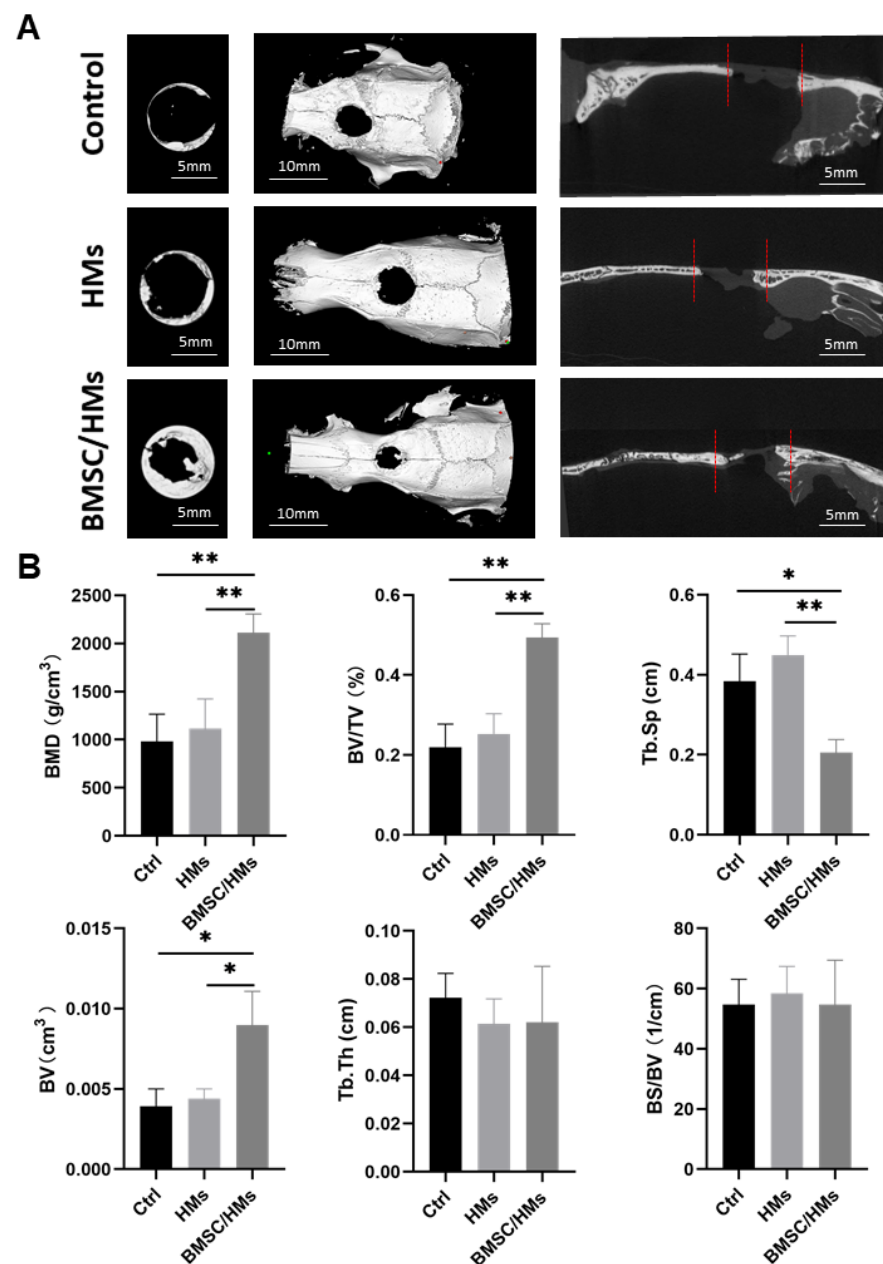 A
Control
5mm
10mm
5mm
HMs
5mm
10mm
5mm
BMSC/HMs
5mm
10mm
5mm
B
**
**
2500
2000
1500
1000
500
0
BMD (g/cm³)
Ctrl
HMs
BMSC/HMs
**
**
0.6
0.4
0.2
0.0
BV/TV (%)
Ctrl
HMs
BMSC/HMs
*
**
0.6
0.4
0.2
0.0
Tb.Sp (cm)
Ctrl
HMs
BMSC/HMs
*
*
0.015
0.010
0.005
0.000
BV(cm³)
Ctrl
HMs
BMSC/HMs
0.10
0.08
0.06
0.04
0.02
0.00
Tb.Th (cm)
Ctrl
HMs
BMSC/HMs
80
60
40
20
0
BS/BV (1/cm)
Ctrl
HMs
BMSC/HMs